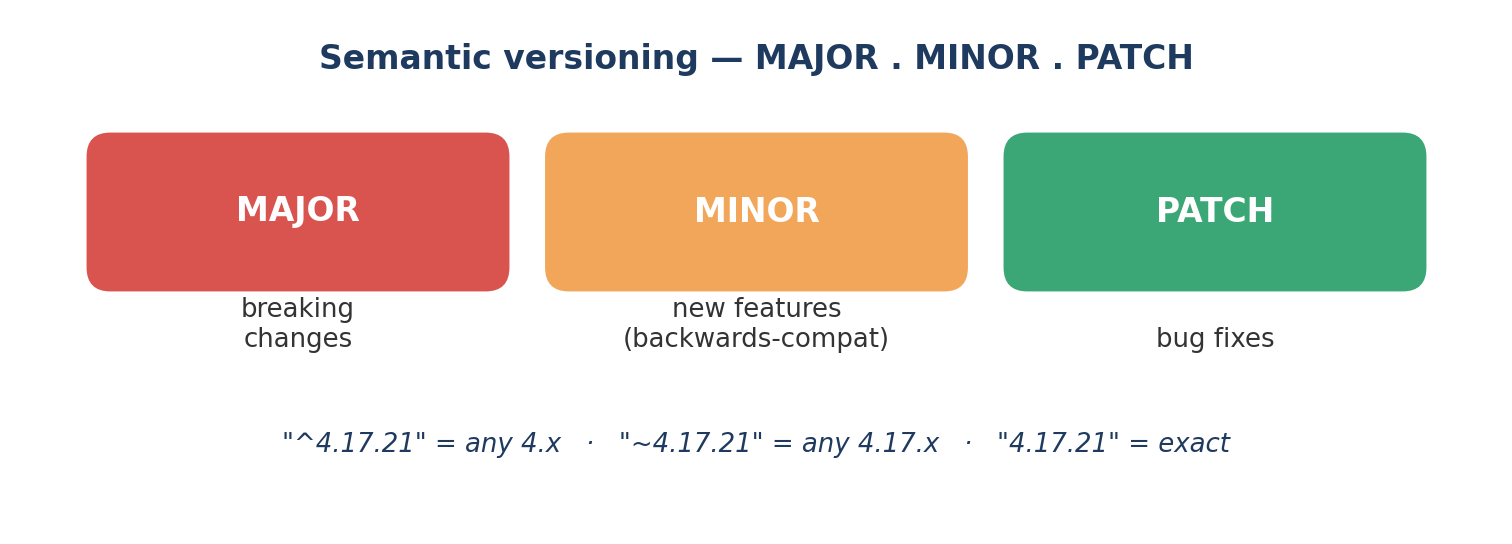 Semantic versioning — MAJOR . MINOR . PATCH
MAJOR
MINOR
PATCH
breaking
changes
new features
(backwards-compat)
bug fixes
"^4.17.21" = any 4.x · "~4.17.21" = any 4.17.x · "4.17.21" = exact